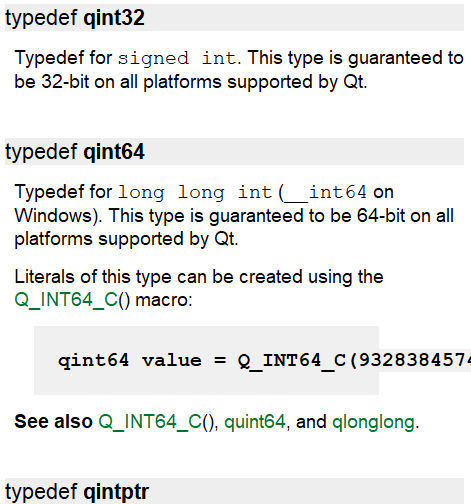 typedef qint32
Typedef for signed int. This type is guaranteed to
be 32-bit on all platforms supported by Qt.
typedef qint64
Typedef for long long int (__int64 on
Windows). This type is guaranteed to be 64-bit on all
platforms supported by Qt.
Literals of this type can be created using the
Q_INT64_C() macro:
qint64 value = Q_INT64_C(9328384574
See also Q_INT64_C(), quint64, and qlonglong.
typedef qintptr